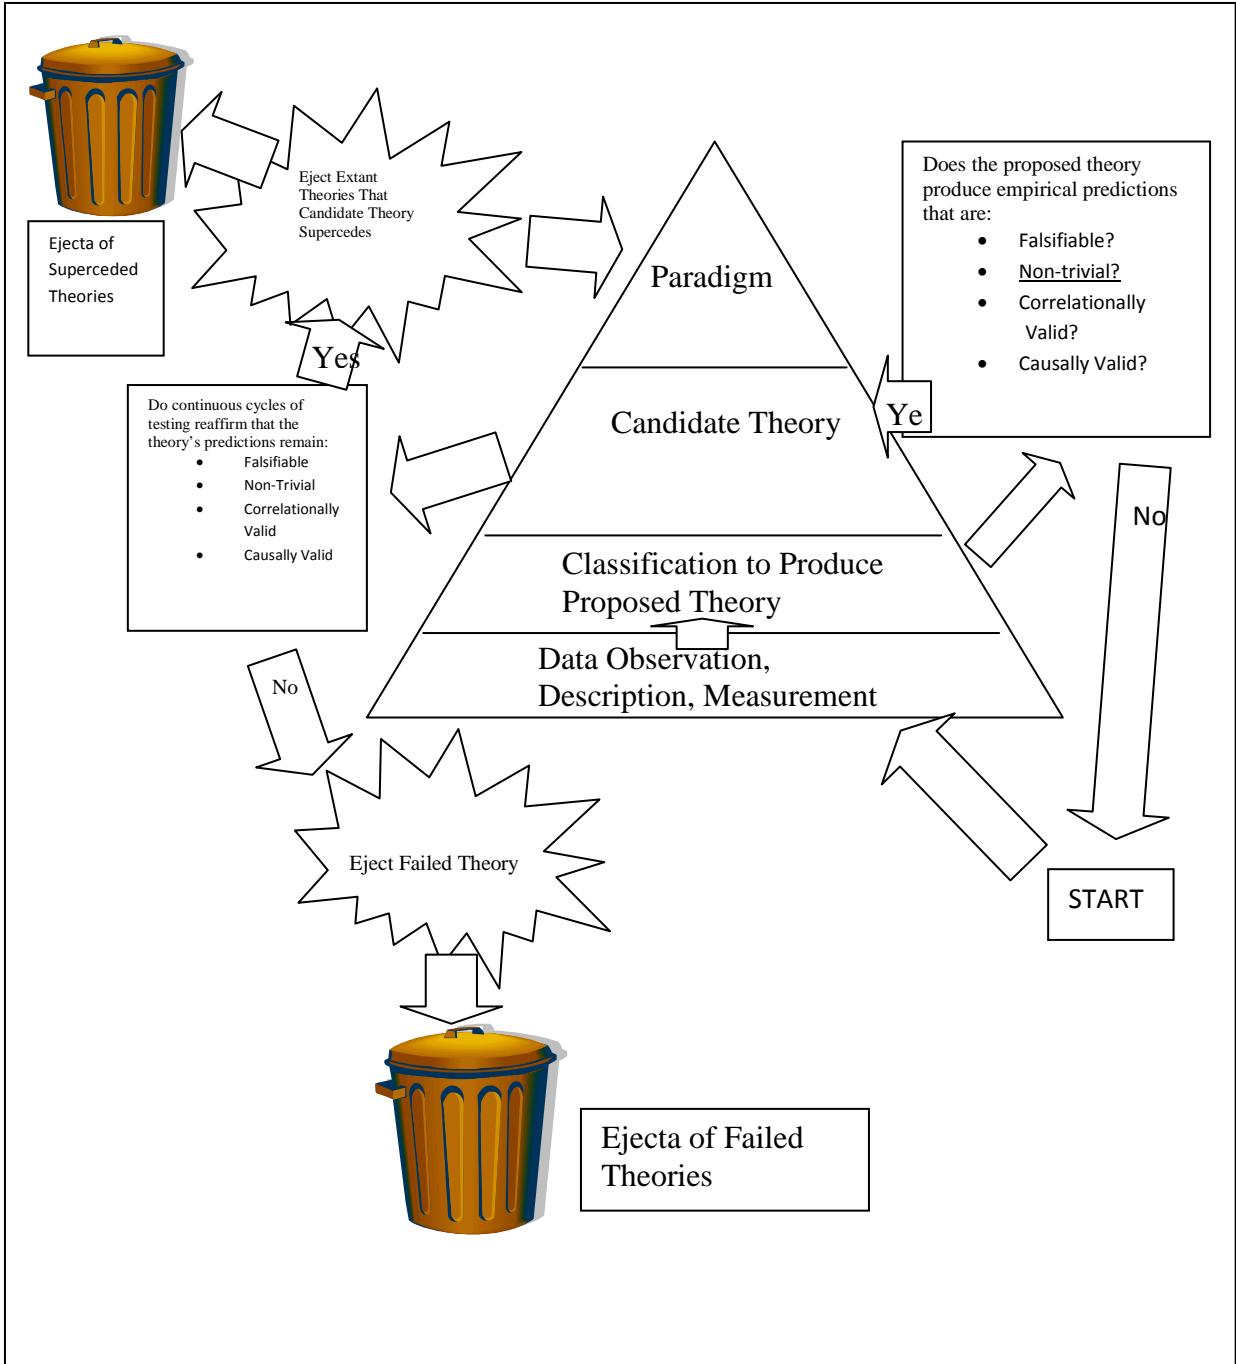 Eject Extant
Theories That
Candidate Theory
Supercedes
Ejecta of
Superceded
Theories
Yes
Do continuous cycles of
testing reaffirm that the
theory's predictions remain:
• Falsifiable
• Non-Trivial
• Correlationally
Valid
• Causally Valid
No
Eject Failed Theory
Ejecta of Failed
Theories
Paradigm
Candidate Theory
Classification to Produce
Proposed Theory
Data Observation,
Description, Measurement
Does the proposed theory
produce empirical predictions
that are:
• Falsifiable?
• Non-trivial?
• Correlationally
Valid?
• Causally Valid?
Ye
No
START